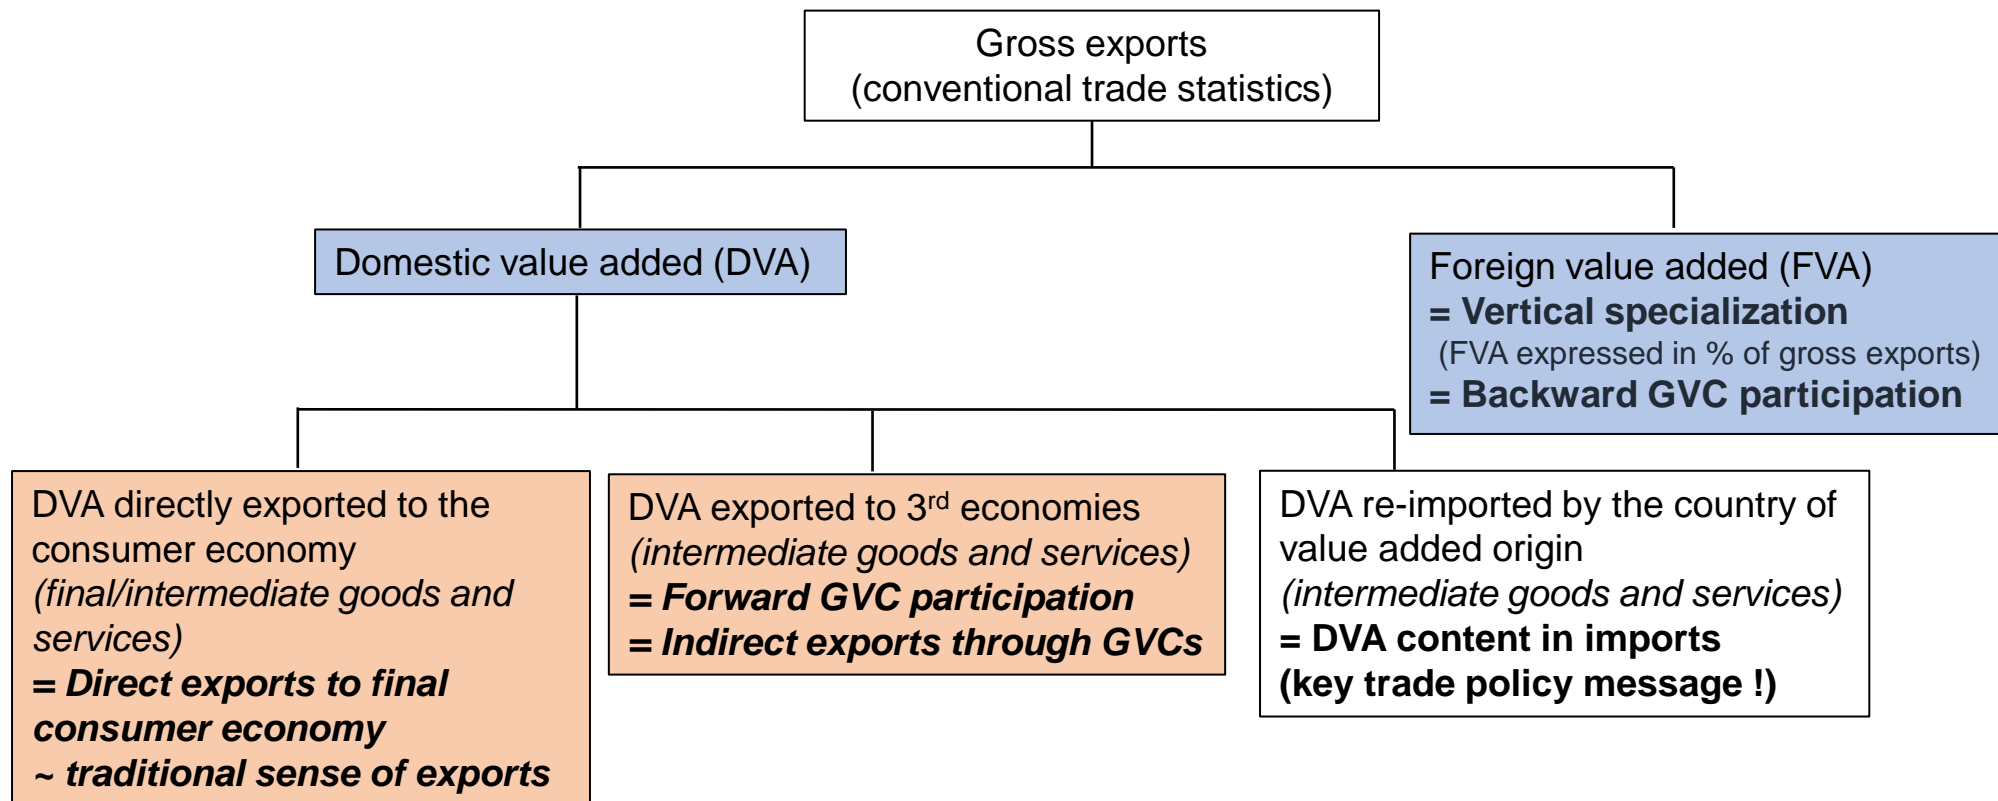 Gross exports
(conventional trade statistics)
Domestic value added (DVA)
Foreign value added (FVA)
= Vertical specialization
(FVA expressed in % of gross exports)
= Backward GVC participation
DVA directly exported to the
consumer economy
(final/intermediate goods and
services)
= Direct exports to final
consumer economy
~ traditional sense of exports
DVA exported to 3rd economies
(intermediate goods and services)
= Forward GVC participation
= Indirect exports through GVCs
DVA re-imported by the country of
value added origin
(intermediate goods and services)
= DVA content in imports
(key trade policy message !)